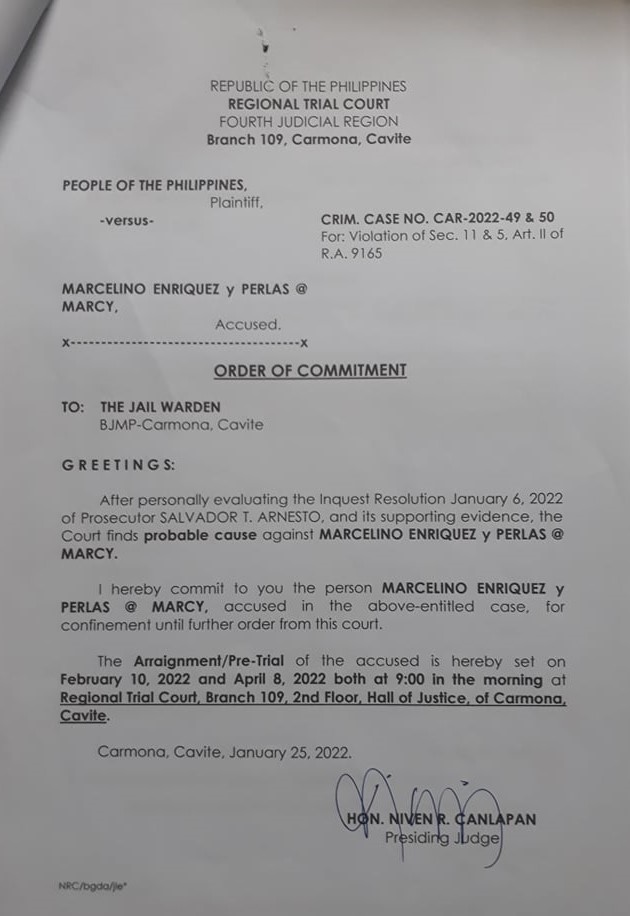 REPUBLIC OF THE PHILIPPINES
REGIONAL TRIAL COURT
FOURTH JUDICIAL REGION
Branch 109, Carmona, Cavite
PEOPLE OF THE PHILIPPINES,
Plaintiff,
-versus-
CRIM. CASE NO. CAR-2022-49 & 50
For: Violation of Sec. 11 & 5, Art. II of
R.A. 9165
MARCELINO ENRIQUEZ y PERLAS @
MARCY,
Accused.
x-----------------------------------x
ORDER OF COMMITMENT
TO: THE JAIL WARDEN
BJMP-Carmona, Cavite
G R E E T I N G S:
After personally evaluating the Inquest Resolution January 6, 2022
of Prosecutor SALVADOR T. ARNESTO, and its supporting evidence, the
Court finds probable cause against MARCELINO ENRIQUEZ y PERLAS @
MARCY.
I hereby commit to you the person MARCELINO ENRIQUEZ y
PERLAS @ MARCY, accused in the above-entitled case, for
confinement until further order from this court.
The Arraignment/Pre-Trial of the accused is hereby set on
February 10, 2022 and April 8, 2022 both at 9:00 in the morning at
Regional Trial Court, Branch 109, 2nd Floor, Hall of Justice, of Carmona,
Cavite.
Carmona, Cavite, January 25, 2022.
HON. NIVEN R. CANLAPAN
Presiding Judge
NRC/bgda/jle*